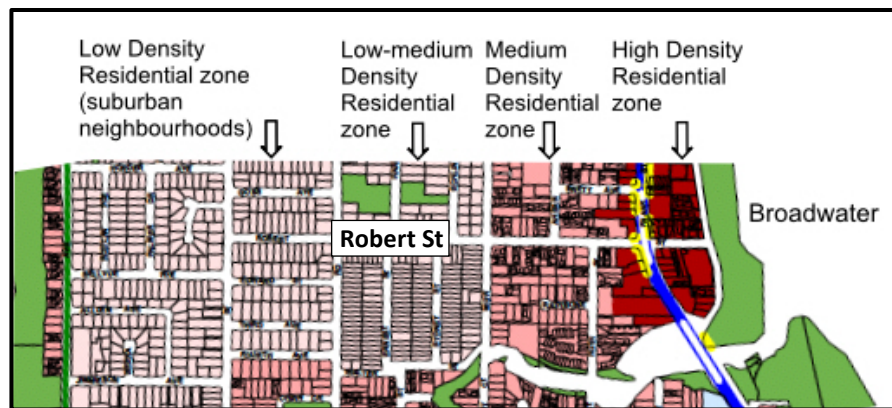 Low Density
Residential zone
(suburban
neighbourhoods)
Low-medium
Density
Residential
zone
Medium
Density
Residential
zone
High Density
Residential
zone
Robert St
Broadwater